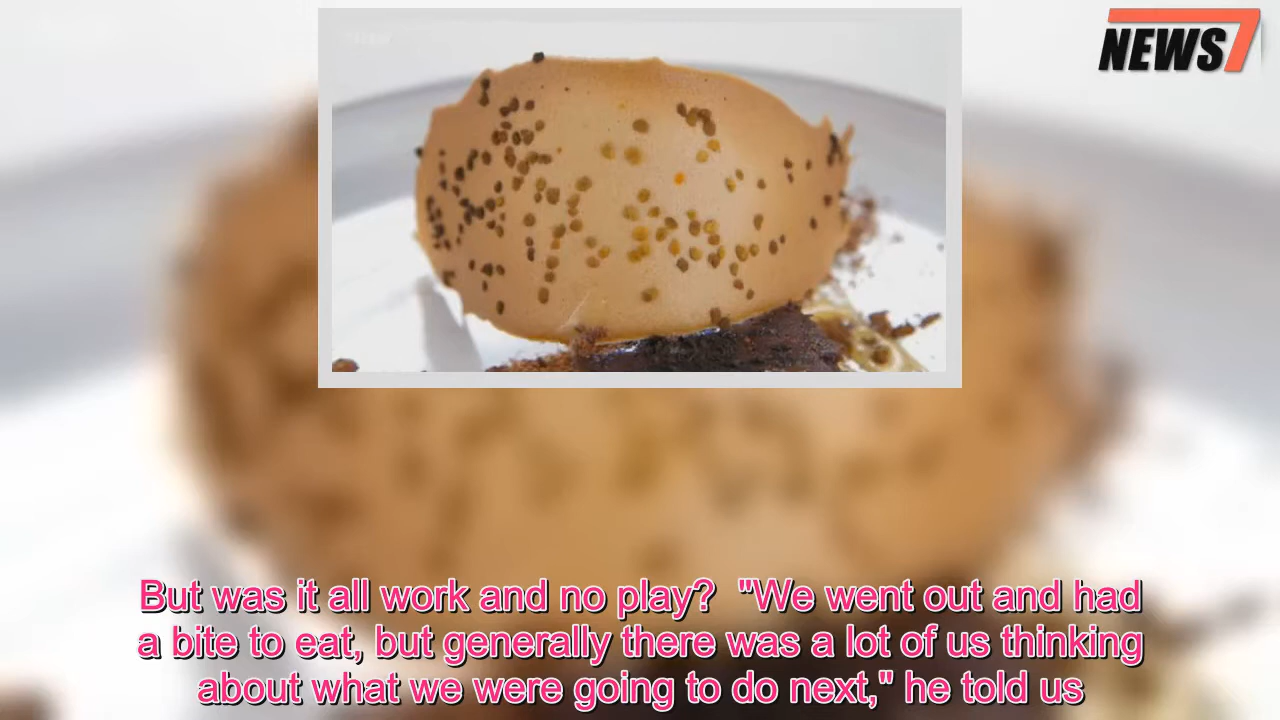 NEWS7
But was it all work and no play?  "We went out and had
a bite to eat, but generally there was a lot of us thinking
about what we were going to do next," he told us